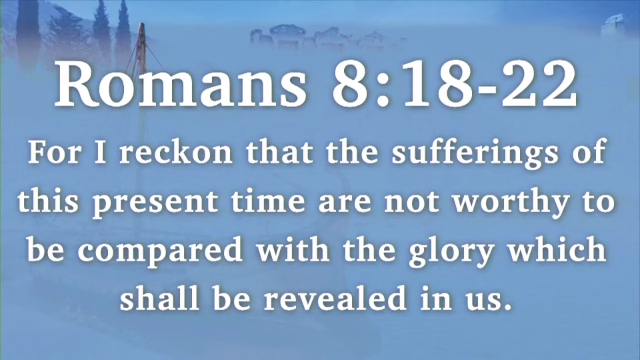 Romans 8:18-22
For I reckon that the sufferings of
this present time are not worthy to
be compared with the glory which
shall be revealed in us.